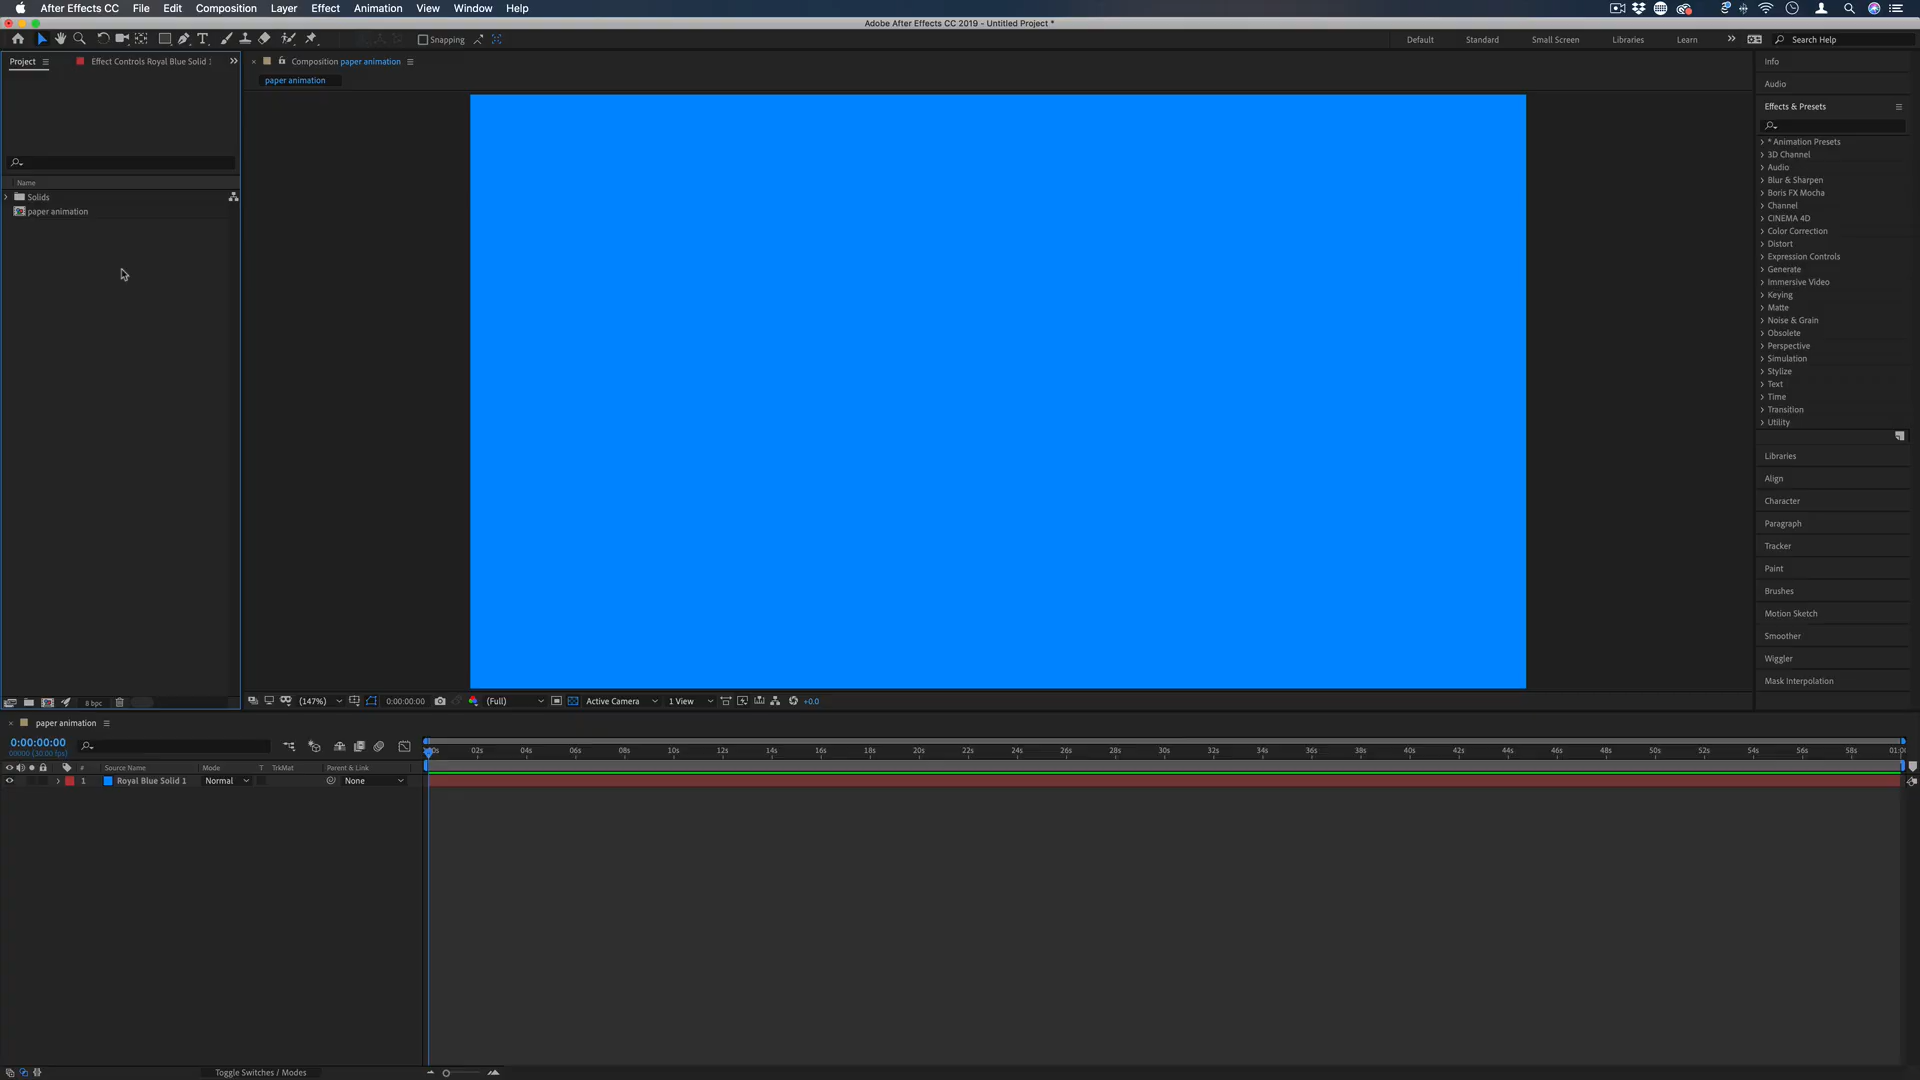 After Effects CC File Edit Composition Layer Effect Animation View Window Help
Adobe After Effects CC 2019 - Untitled Project *
Snapping Default Standard Small Screen Libraries Learn Search Help
Project Effect Controls Royal Blue Solid
Composition paper animation
paper animation
Name
Solids
paper animation
Info
Audio
Effects & Presets
* Animation Presets
3D Channel
Audio
Blur & Sharpen
Boris FX Mocha
Channel
CINEMA 4D
Color Correction
Distort
Expression Controls
Generate
Immersive Video
Keying
Matte
Noise & Grain
Obsolete
Perspective
Simulation
Stylize
Text
Time
Transition
Utility
Libraries
Align
Character
Paragraph
Tracker
Paint
Brushes
Motion Sketch
Smoother
Wiggler
Mask Interpolation
8 bpc
(147%) 0:00:00:00 (Full) Active Camera 1 View +0.0
paper animation
0:00:00:00
00000 (30.00 fps)
02s 04s 06s 08s 10s 12s 14s 16s 18s 20s 22s 24s 26s 28s 30s 32s 34s 36s 38s 40s 42s 44s 46s 48s 50s 52s 54s 56s 58s
# Source Name Mode T TrkMat Parent & Link
1 Royal Blue Solid 1 Normal None
Toggle Switches / Modes